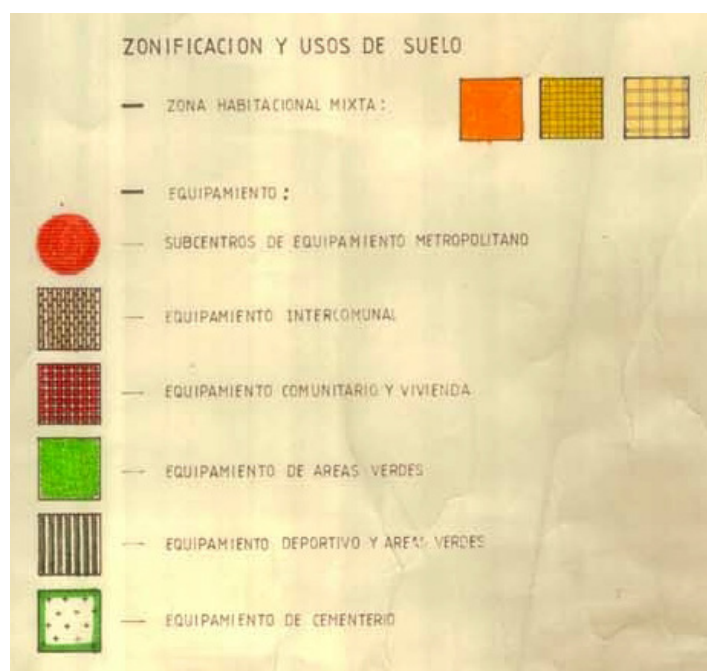 ZONIFICACION Y USOS DE SUELO
— ZONA HABITACIONAL MIXTA:
— EQUIPAMIENTO:
— SUBCENTROS DE EQUIPAMIENTO METROPOLITANO
— EQUIPAMIENTO INTERCOMUNAL
— EQUIPAMIENTO COMUNITARIO Y VIVIENDA
— EQUIPAMIENTO DE AREAS VERDES
— EQUIPAMIENTO DEPORTIVO Y AREAS VERDES
— EQUIPAMIENTO DE CEMENTERIO